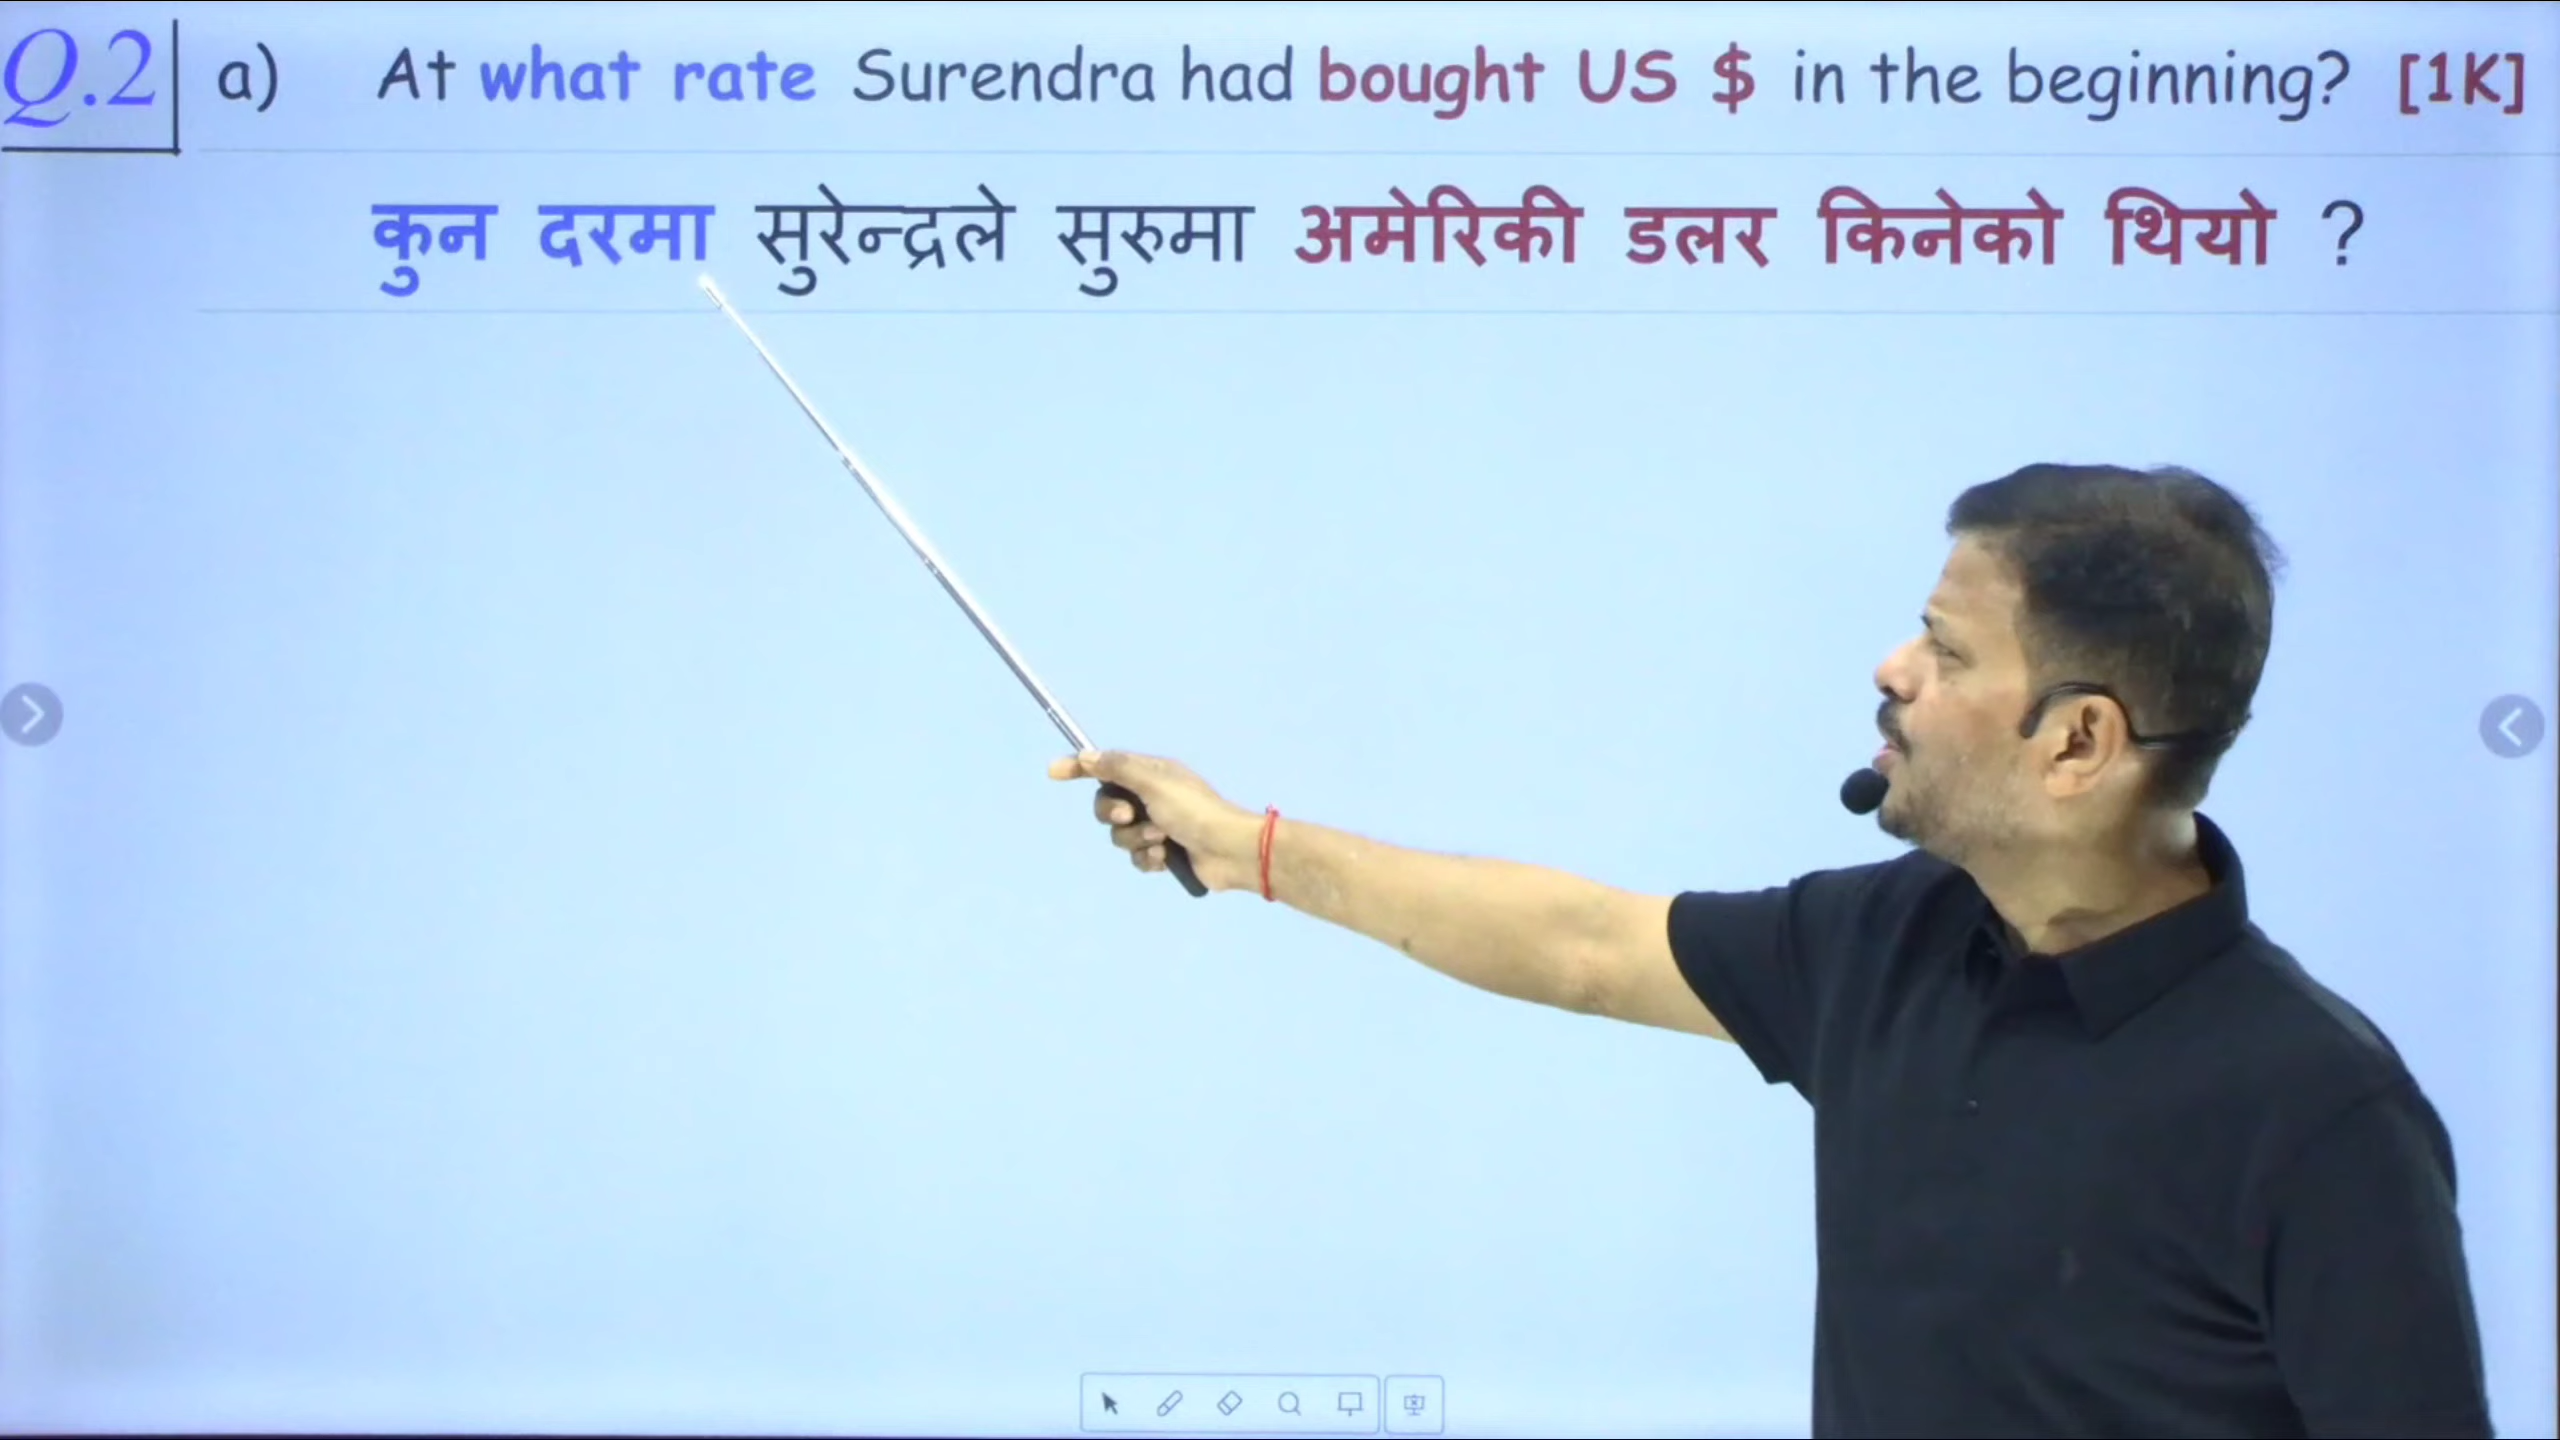 Q.2 a) At what rate Surendra had bought US $ in the beginning? [1K]
कुन दरमा सुरेन्द्रले सुरुमा अमेरिकी डलर किनेको थियो ?